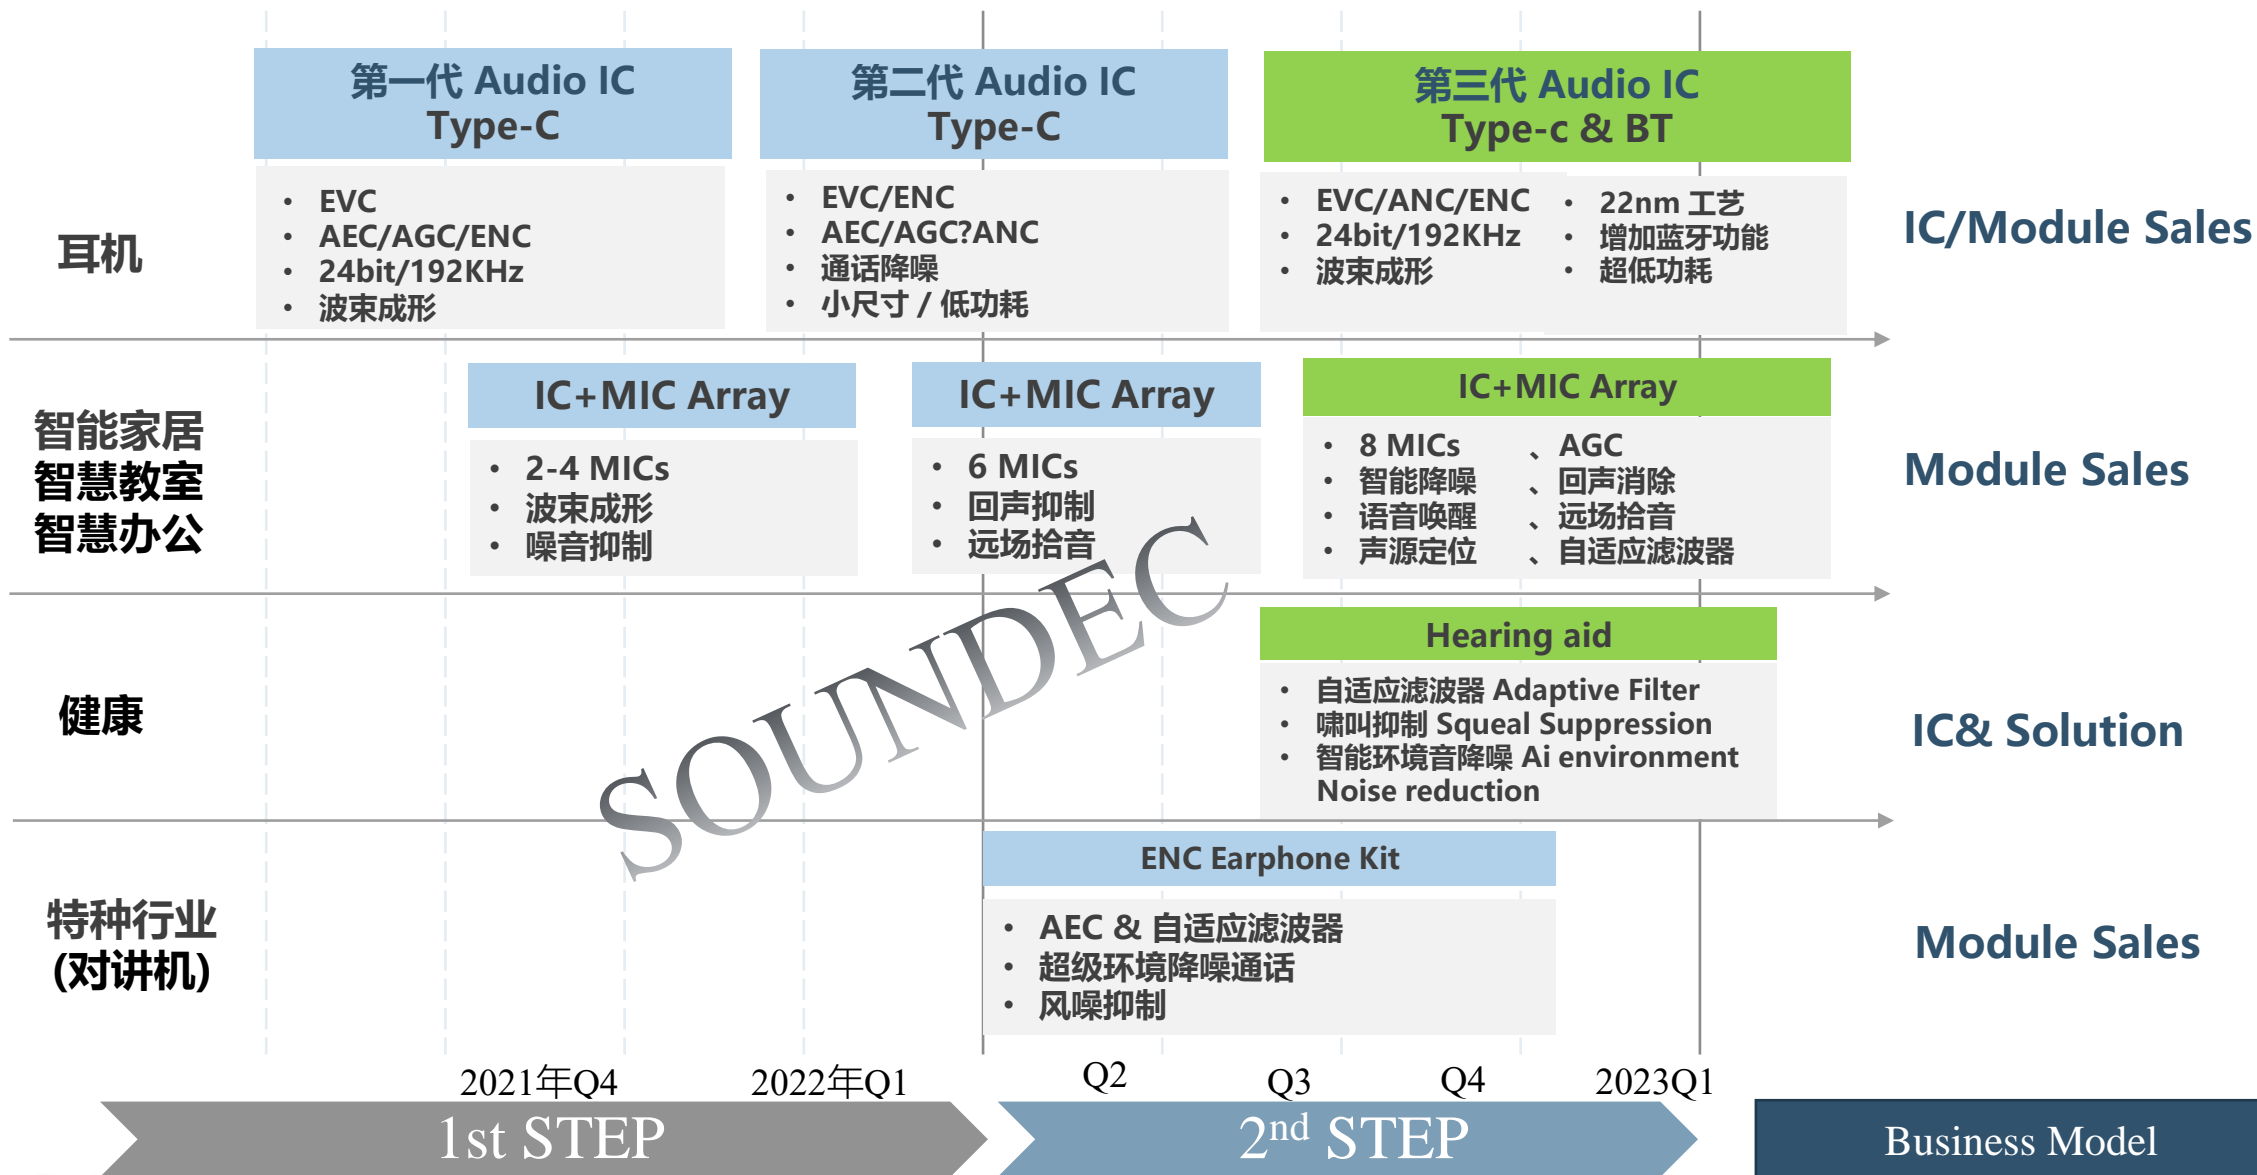 第一代 Audio IC
Type-C
第二代 Audio IC
Type-C
第三代 Audio IC
Type-c & BT
耳机
• EVC
• AEC/AGC/ENC
• 24bit/192KHz
• 波束成形
• EVC/ENC
• AEC/AGC?ANC
• 通话降噪
• 小尺寸 / 低功耗
• EVC/ANC/ENC
• 24bit/192KHz
• 波束成形
• 22nm 工艺
• 增加蓝牙功能
• 超低功耗
IC/Module Sales
智能家居
智慧教室
智慧办公
IC+MIC Array
• 2-4 MICs
• 波束成形
• 噪音抑制
IC+MIC Array
• 6 MICs
• 回声抑制
• 远场拾音
IC+MIC Array
• 8 MICs 、AGC
• 智能降噪 、回声消除
• 语音唤醒 、远场拾音
• 声源定位 、自适应滤波器
Module Sales
健康
Hearing aid
• 自适应滤波器 Adaptive Filter
• 啸叫抑制 Squeal Suppression
• 智能环境音降噪 Ai environment
Noise reduction
IC& Solution
SOUNDEC
特种行业
(对讲机)
ENC Earphone Kit
• AEC & 自适应滤波器
• 超级环境降噪通话
• 风噪抑制
Module Sales
2021年Q4
2022年Q1
Q2
Q3
Q4
2023Q1
1st STEP
2nd STEP
Business Model